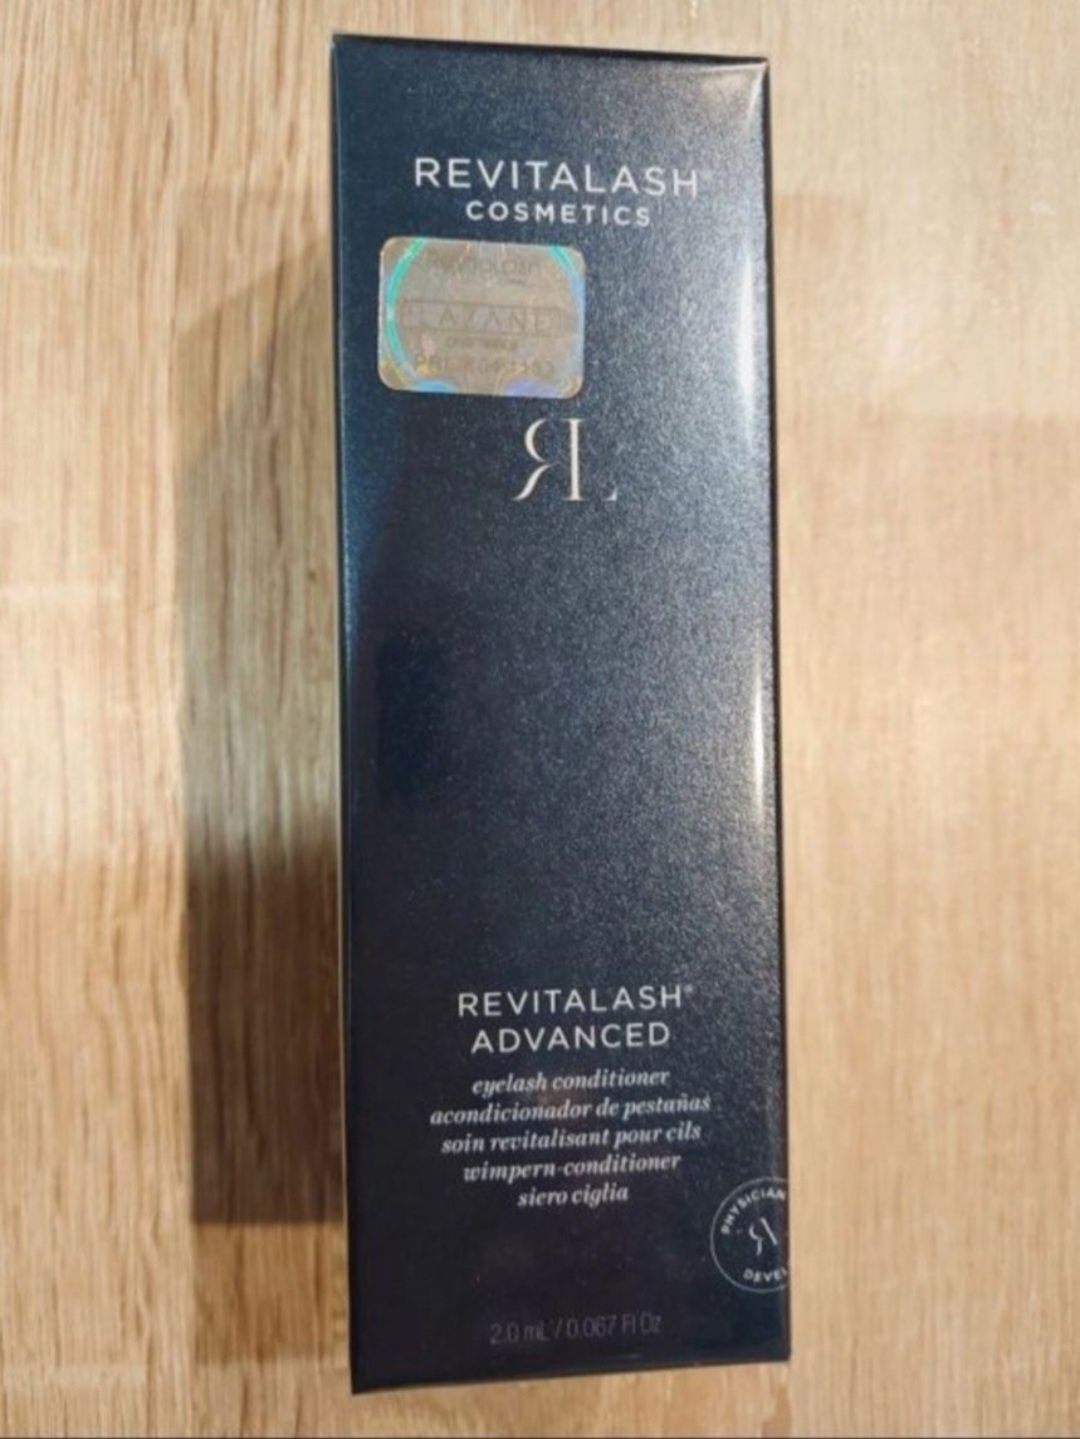 REVITALASH®
COSMETICS
RL
REVITALASH®
ADVANCED
eyelash conditioner
acondicionador de pestañas
soin revitalisant pour cils
wimpern-conditioner
siero ciglia
PHYSICIAN
RL
2.0 mL / 0.067 Fl Oz